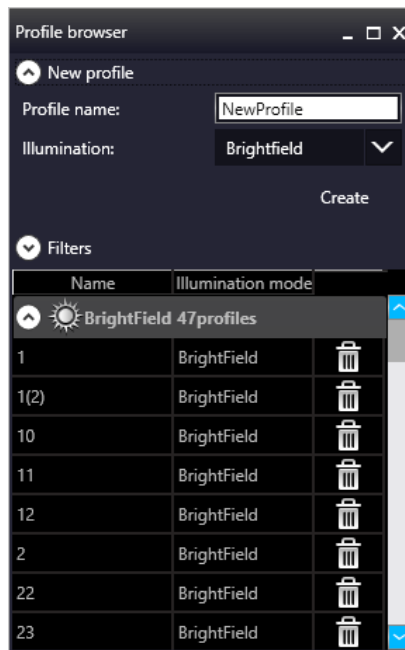 Profile browser
New profile
Profile name: NewProfile
Illumination: Brightfield
Create
Filters
Name Illumination mode
BrightField 47profiles
1 BrightField
1(2) BrightField
10 BrightField
11 BrightField
12 BrightField
2 BrightField
22 BrightField
23 BrightField